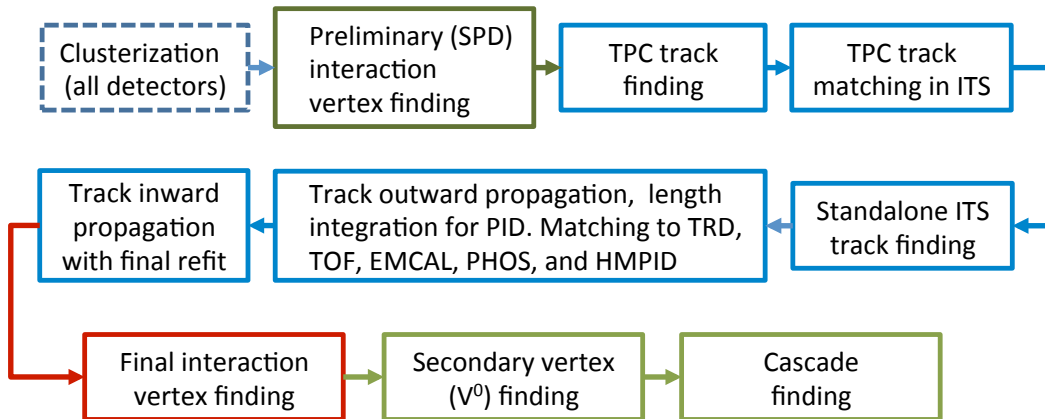 Clusterization
(all detectors)
Preliminary (SPD)
interaction
vertex finding
TPC track
finding
TPC track
matching in ITS
Track inward
propagation
with final refit
Track outward propagation, length
integration for PID. Matching to TRD,
TOF, EMCAL, PHOS, and HMPID
Standalone ITS
track finding
Final interaction
vertex finding
Secondary vertex
(V⁰) finding
Cascade
finding